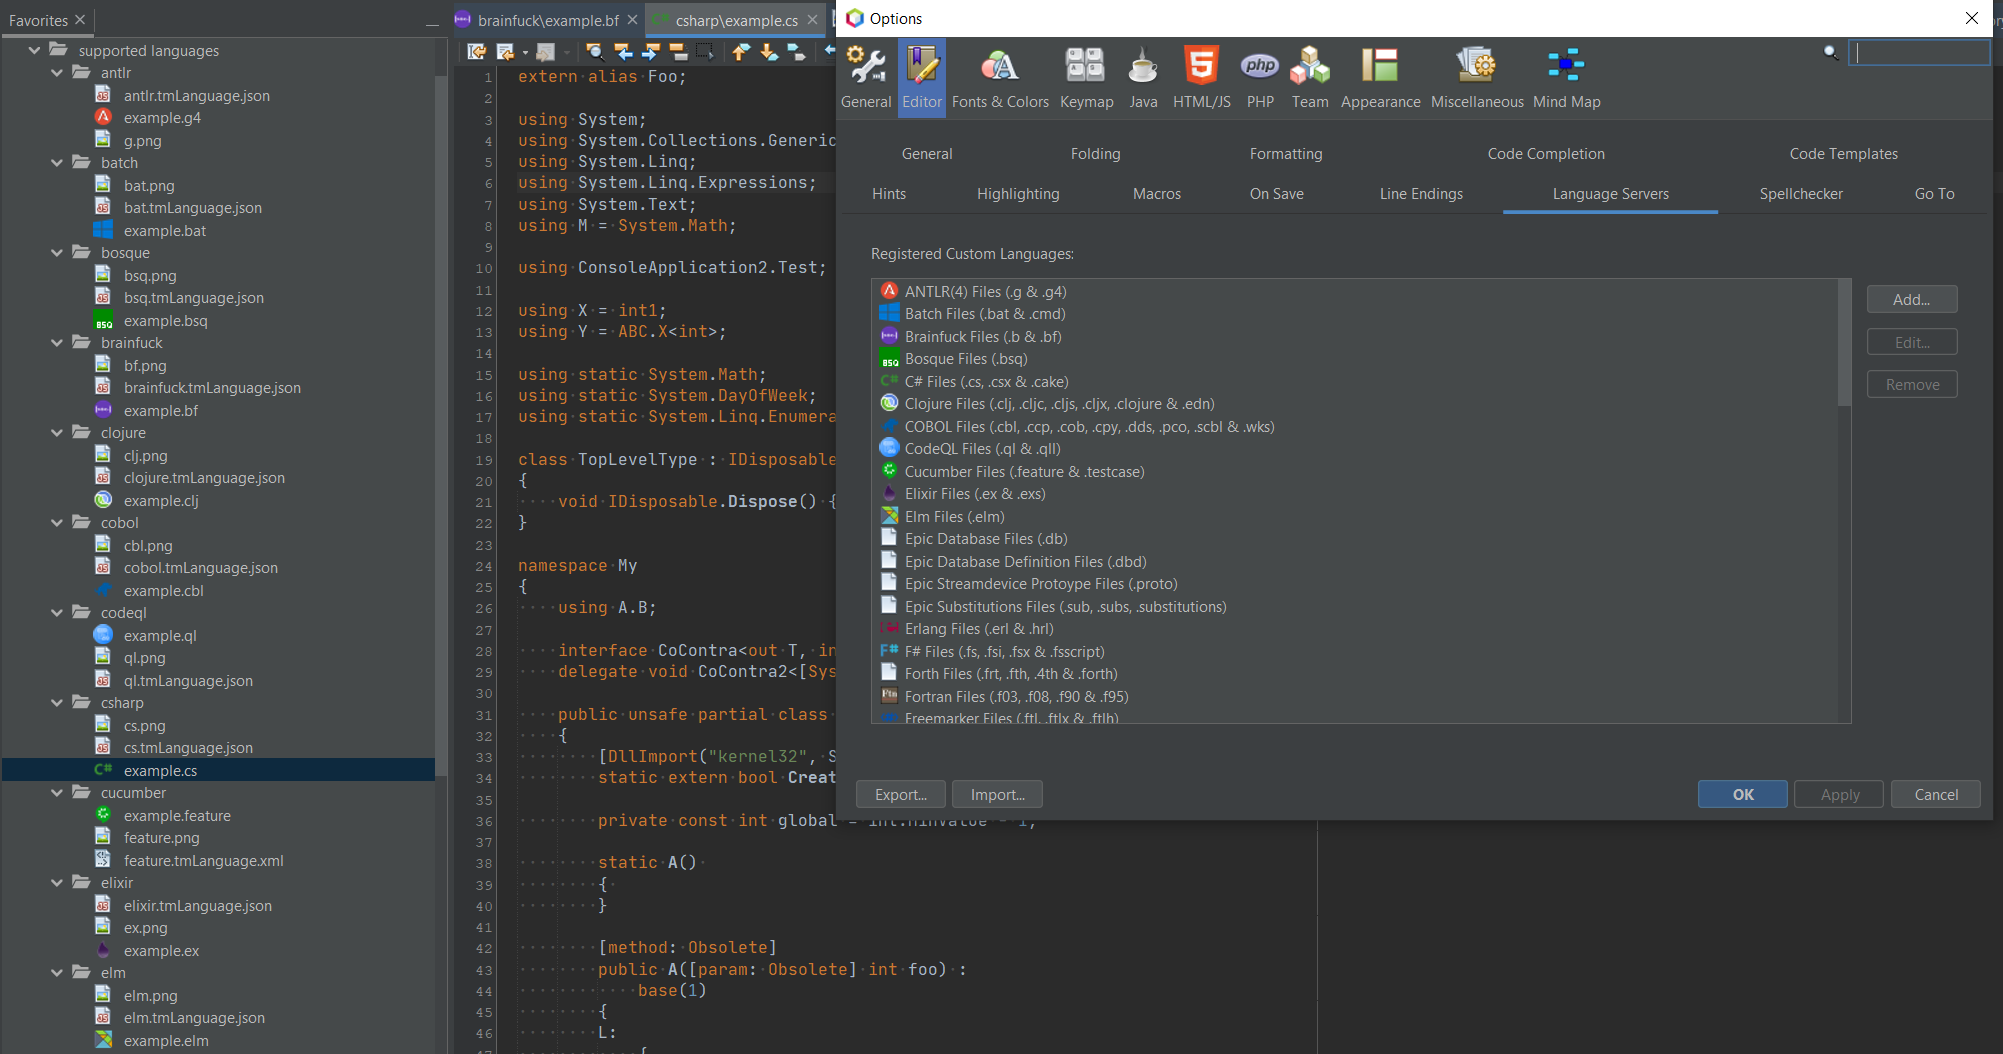 Favorites
supported languages
antlr
antlr.tmLanguage.json
example.g4
g.png
batch
bat.png
bat.tmLanguage.json
example.bat
bosque
bsq.png
bsq.tmLanguage.json
example.bsq
brainfuck
bf.png
brainfuck.tmLanguage.json
example.bf
clojure
clj.png
clojure.tmLanguage.json
example.clj
cobol
cbl.png
cobol.tmLanguage.json
example.cbl
codeql
example.ql
ql.png
ql.tmLanguage.json
csharp
cs.png
cs.tmLanguage.json
example.cs
cucumber
example.feature
feature.png
feature.tmLanguage.xml
elixir
elixir.tmLanguage.json
ex.png
example.ex
elm
elm.png
elm.tmLanguage.json
example.elm
brainfuck\example.bf
csharp\example.cs
1 extern alias Foo;
2
3 using System;
4 using System.Collections.Generic
5 using System.Linq;
6 using System.Linq.Expressions;
7 using System.Text;
8 using M = System.Math;
9
10 using ConsoleApplication2.Test;
11
12 using X = int1;
13 using Y = ABC.X<int>;
14
15 using static System.Math;
16 using static System.DayOfWeek;
17 using static System.Linq.Enumera
18
19 class TopLevelType : IDisposable
20 {
21 void IDisposable.Dispose() {
22 }
23
24 namespace My
25 {
26 using A.B;
27
28 interface CoContra<out T, in
29 delegate void CoContra2<[Sys
30
31 public unsafe partial class
32 {
33 [DllImport("kernel32", S
34 static extern bool Creat
35
36 private const int global = int.MinValue - 1;
37
38 static A()
39 {
40 }
41
42 [method: Obsolete]
43 public A([param: Obsolete] int foo) :
44 base(1)
45 {
46 L:
47 {
Options
General
Editor
Fonts & Colors
Keymap
Java
HTML/JS
PHP
Team
Appearance
Miscellaneous
Mind Map
General
Folding
Formatting
Code Completion
Code Templates
Hints
Highlighting
Macros
On Save
Line Endings
Language Servers
Spellchecker
Go To
Registered Custom Languages:
ANTLR(4) Files (.g & .g4)
Batch Files (.bat & .cmd)
Brainfuck Files (.b & .bf)
Bosque Files (.bsq)
C# Files (.cs, .csx & .cake)
Clojure Files (.clj, .cljc, .cljs, .cljx, .clojure & .edn)
COBOL Files (.cbl, .ccp, .cob, .cpy, .dds, .pco, .scbl & .wks)
CodeQL Files (.ql & .qll)
Cucumber Files (.feature & .testcase)
Elixir Files (.ex & .exs)
Elm Files (.elm)
Epic Database Files (.db)
Epic Database Definition Files (.dbd)
Epic Streamdevice Protoype Files (.proto)
Epic Substitutions Files (.sub, .subs, .substitutions)
Erlang Files (.erl & .hrl)
F# Files (.fs, .fsi, .fsx & .fsscript)
Forth Files (.frt, .fth, .4th & .forth)
Fortran Files (.f03, .f08, .f90 & .f95)
Freemarker Files (.ftl, .ftlx & .ftlh)
Add...
Edit...
Remove
Export...
Import...
OK
Apply
Cancel